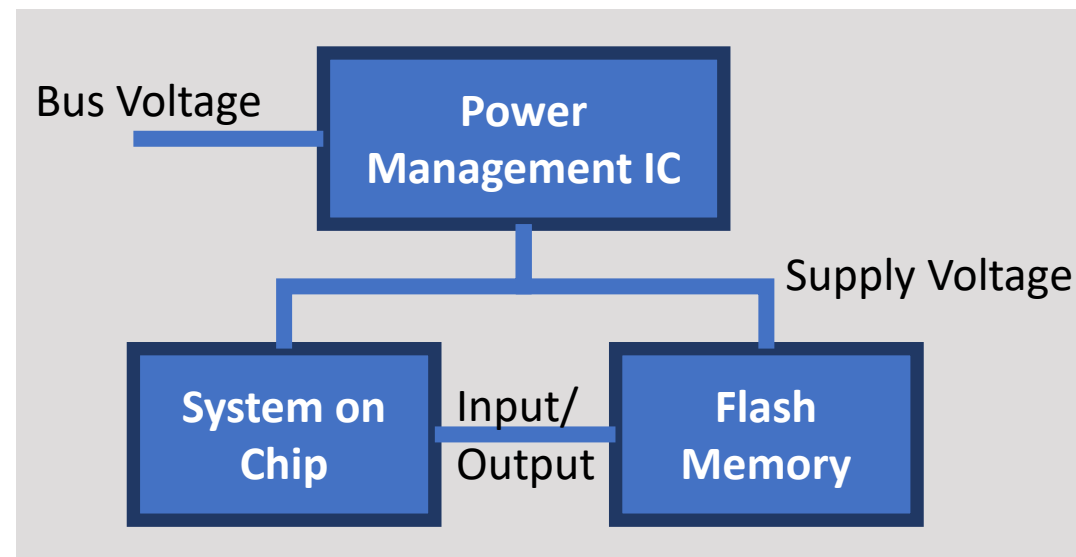 Bus Voltage
Power
Management IC
Supply Voltage
System on
Chip
Input/
Output
Flash
Memory